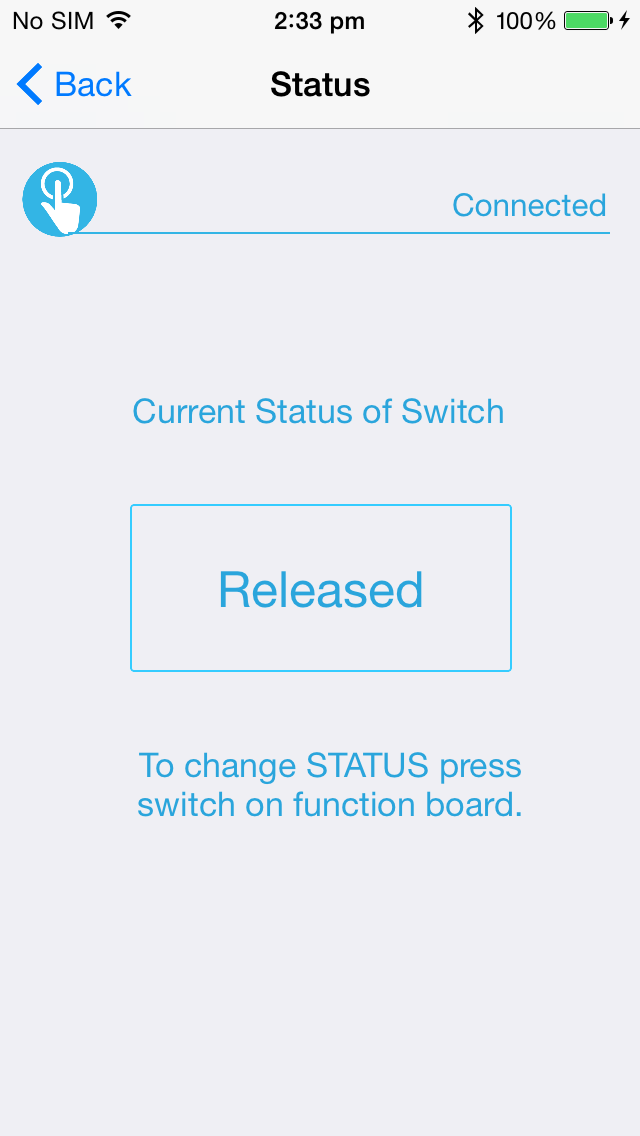 No SIM 2:33 pm 100%
Back Status
Connected
Current Status of Switch
Released
To change STATUS press
switch on function board.